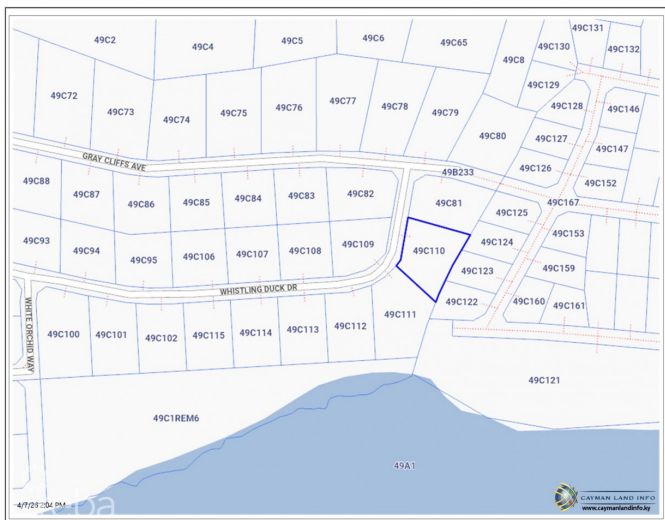 49C2
49C4
49C5
49C6
49C65
49C8
49C131
49C130
49C132
49C129
49C72
49C73
49C74
49C75
49C76
49C77
49C78
49C79
49C80
49C128
49C146
49C127
49C147
49C126
49C152
GRAY CLIFFS AVE
49B233
49C88
49C87
49C86
49C85
49C84
49C83
49C82
49C81
49C167
49C125
49C153
49C93
49C94
49C95
49C106
49C107
49C108
49C109
49C110
49C124
49C123
49C159
WHISTLING DUCK DR
WHITE ORCHID WAY
49C122
49C160
49C161
49C100
49C101
49C102
49C115
49C114
49C113
49C112
49C111
49C121
49C1REM6
49A1
CAYMAN LAND INFO
www.caymanlandinfo.ky